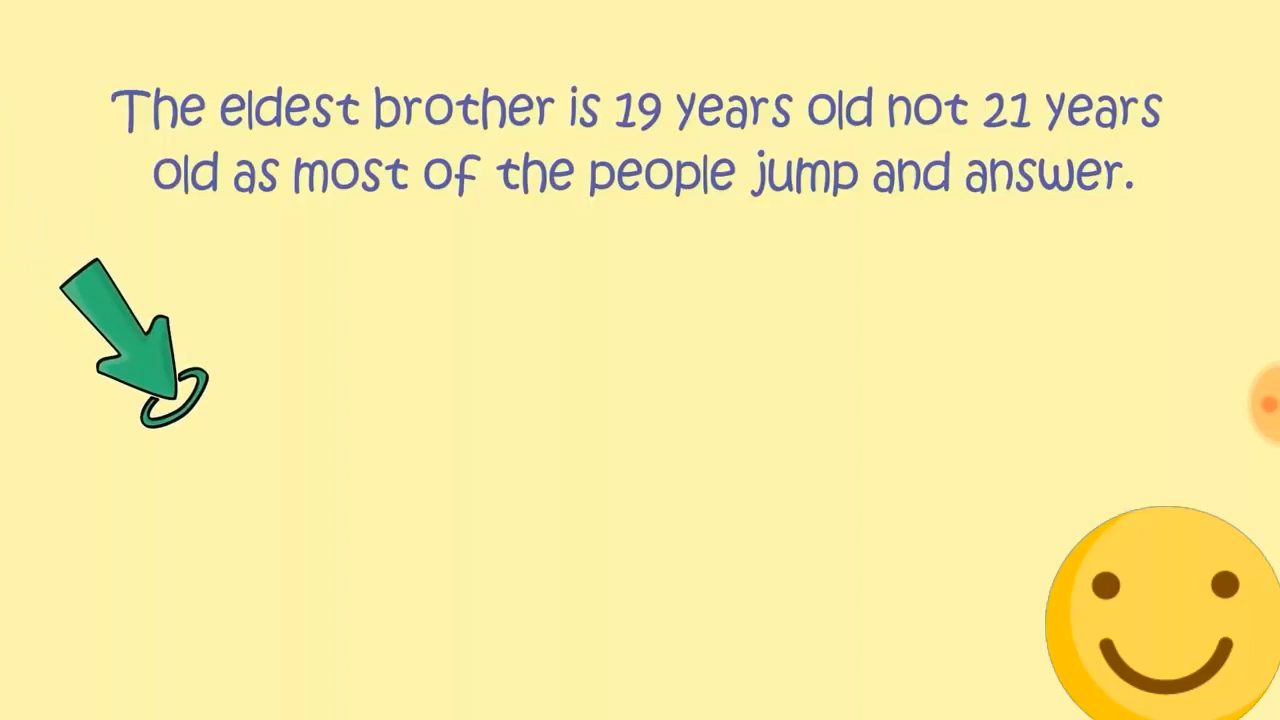 The eldest brother is 19 years old not 21 years
old as most of the people jump and answer.